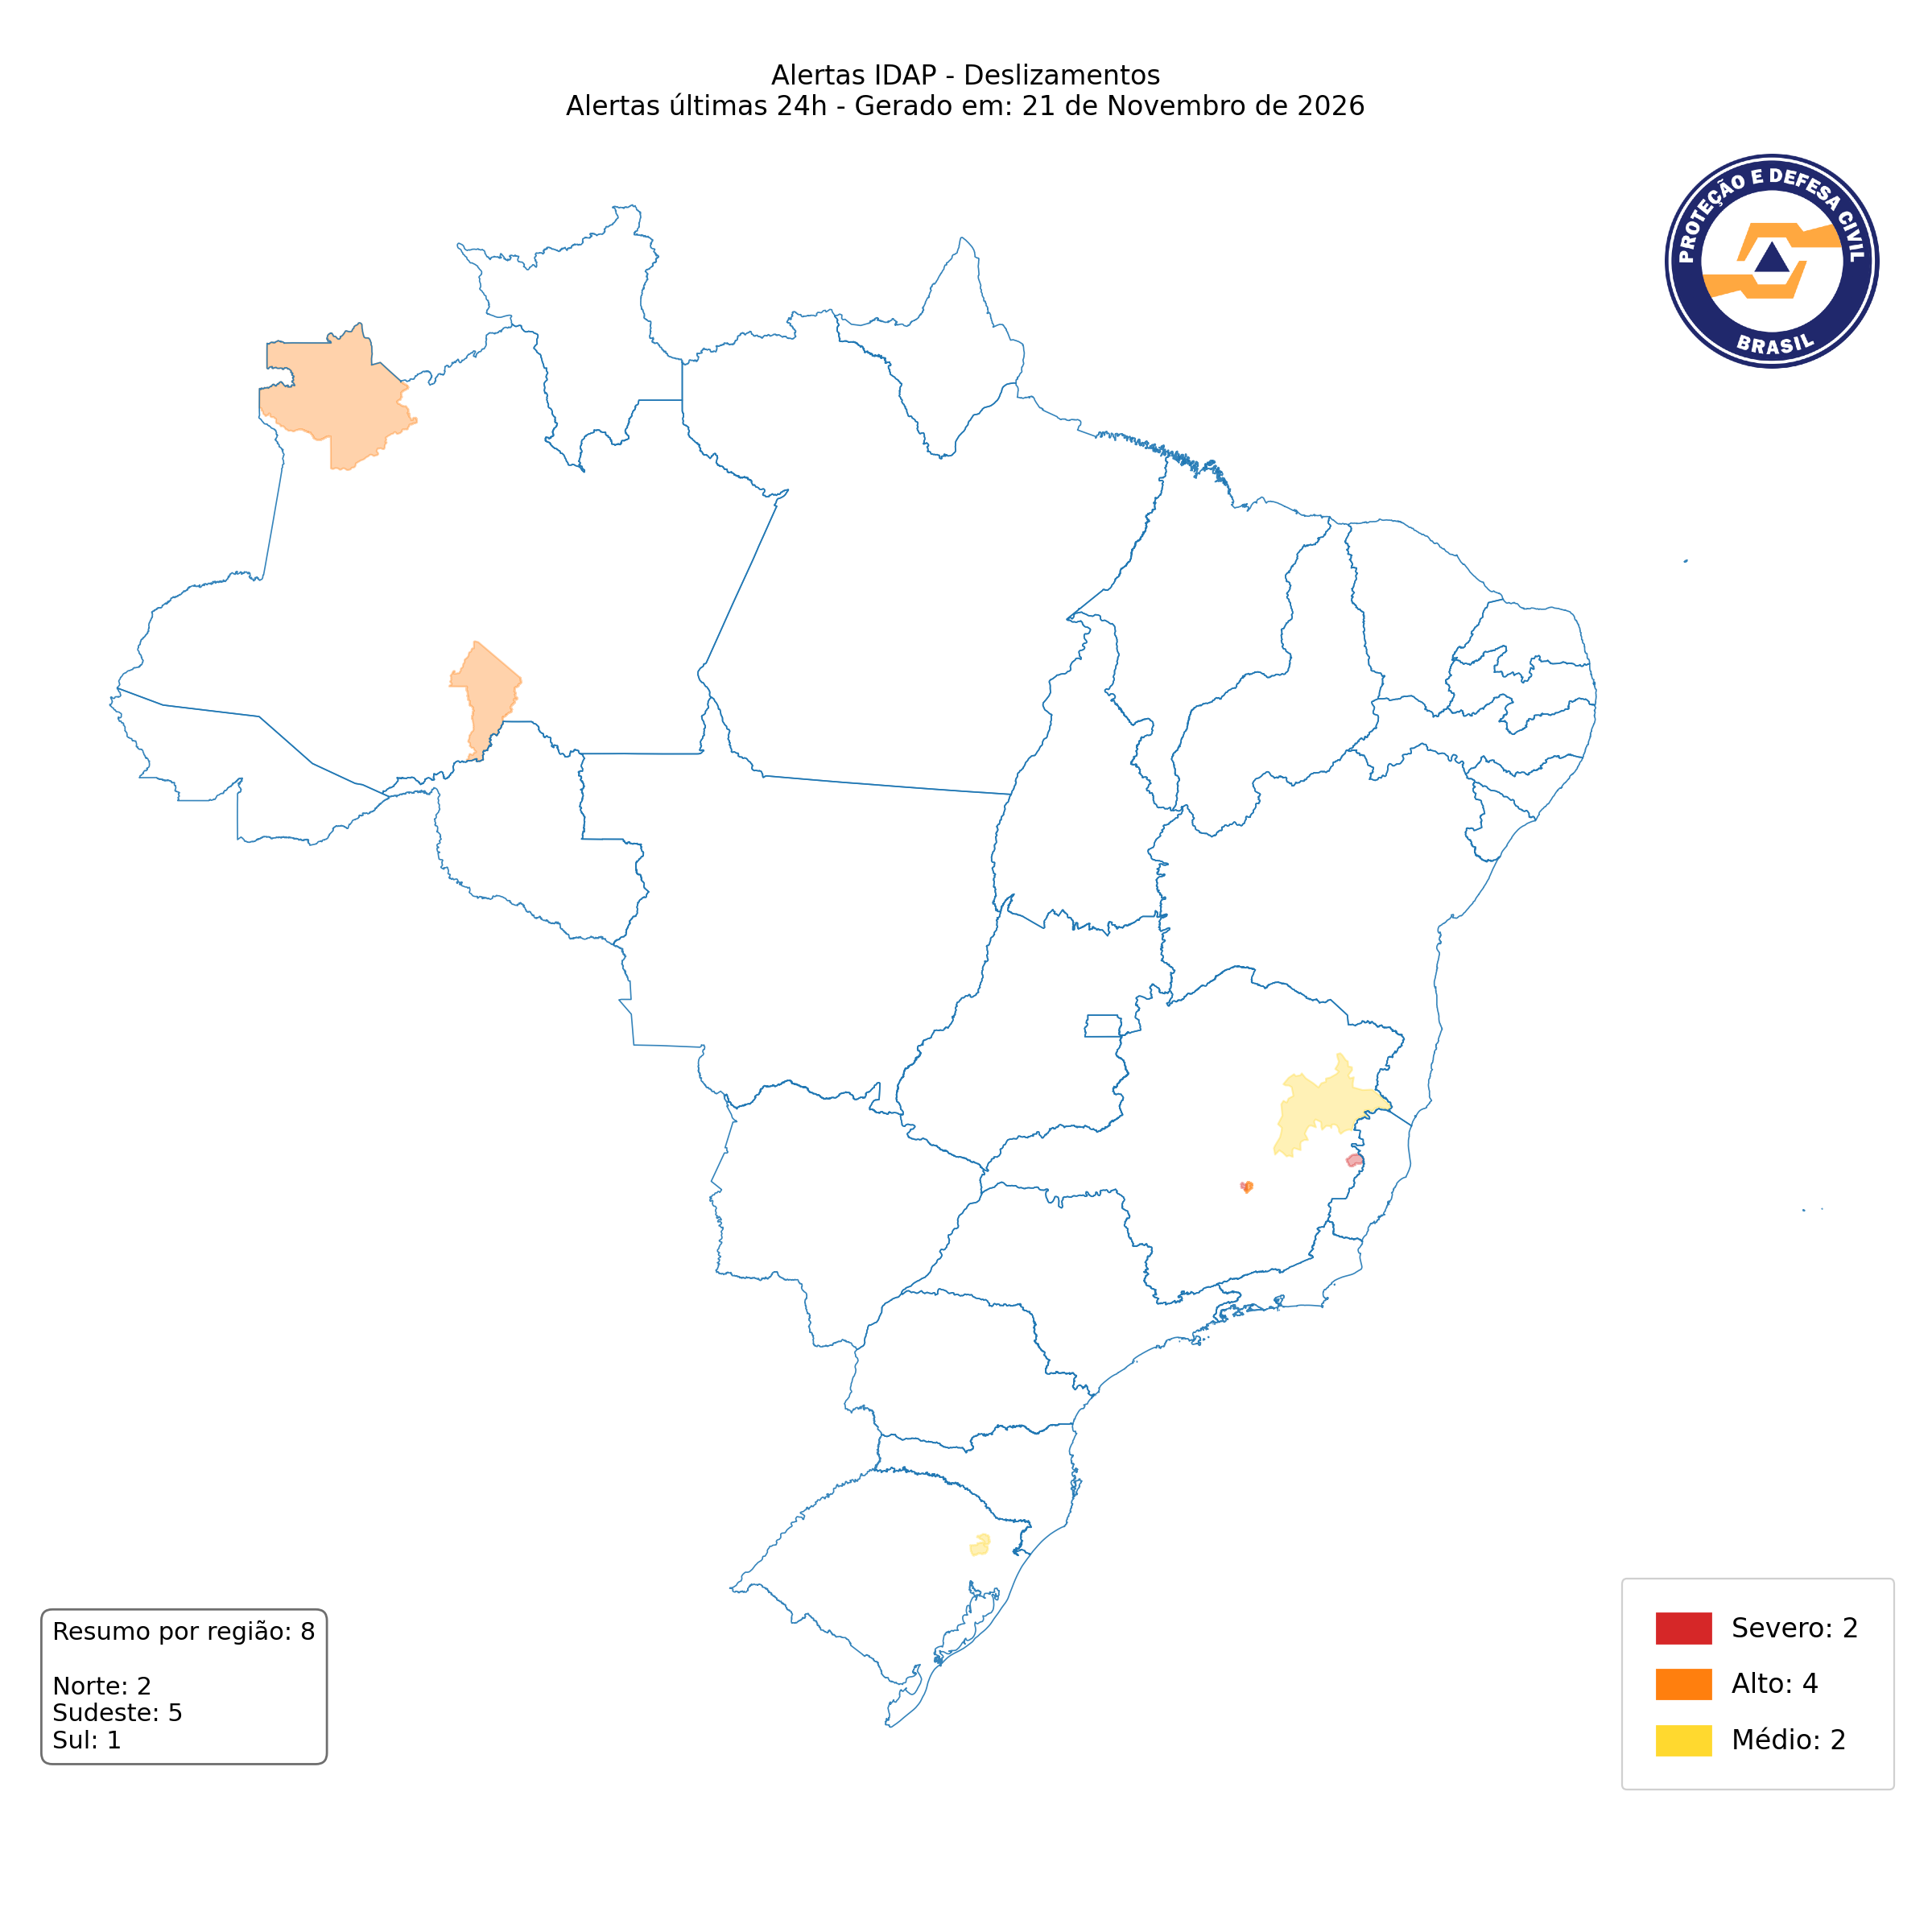 Alertas IDAP - Deslizamentos
Alertas últimas 24h - Gerado em: 21 de Novembro de 2026
PROTEÇÃO E DEFESA CIVIL
BRASIL
Resumo por região: 8
Norte: 2
Sudeste: 5
Sul: 1
Severo: 2
Alto: 4
Médio: 2